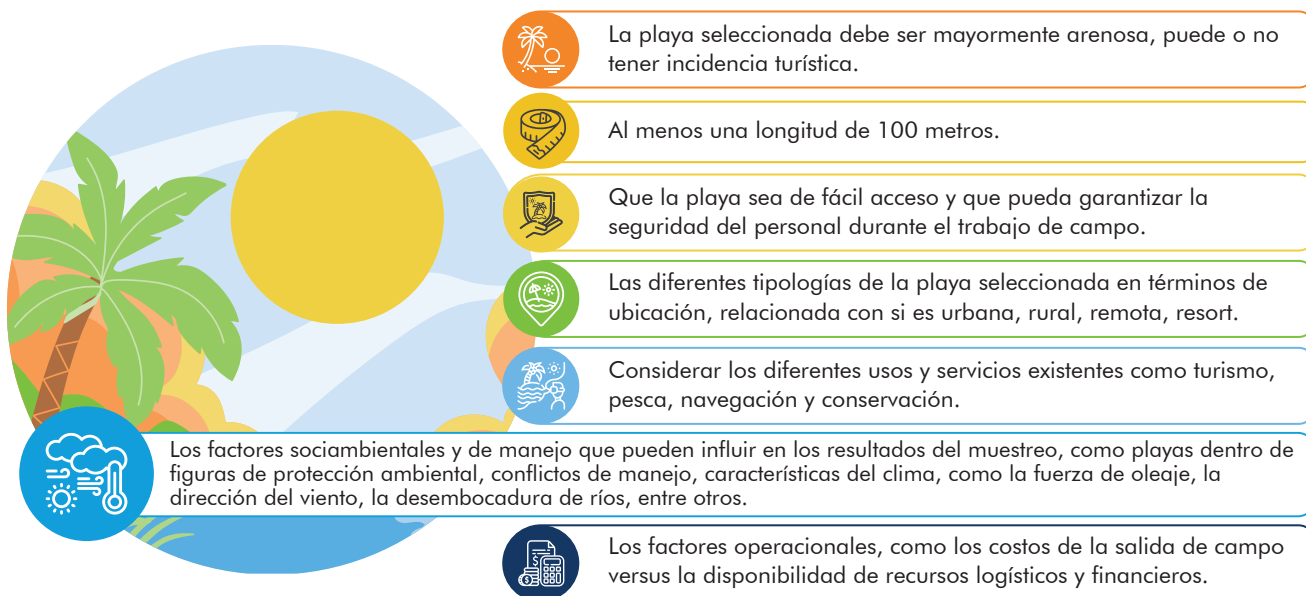 La playa seleccionada debe ser mayormente arenosa, puede o no
tener incidencia turística.
Al menos una longitud de 100 metros.
Que la playa sea de fácil acceso y que pueda garantizar la
seguridad del personal durante el trabajo de campo.
Las diferentes tipologías de la playa seleccionada en términos de
ubicación, relacionada con si es urbana, rural, remota, resort.
Considerar los diferentes usos y servicios existentes como turismo,
pesca, navegación y conservación.
Los factores sociambientales y de manejo que pueden influir en los resultados del muestreo, como playas dentro de
figuras de protección ambiental, conflictos de manejo, características del clima, como la fuerza de oleaje, la
dirección del viento, la desembocadura de ríos, entre otros.
Los factores operacionales, como los costos de la salida de campo
versus la disponibilidad de recursos logísticos y financieros.